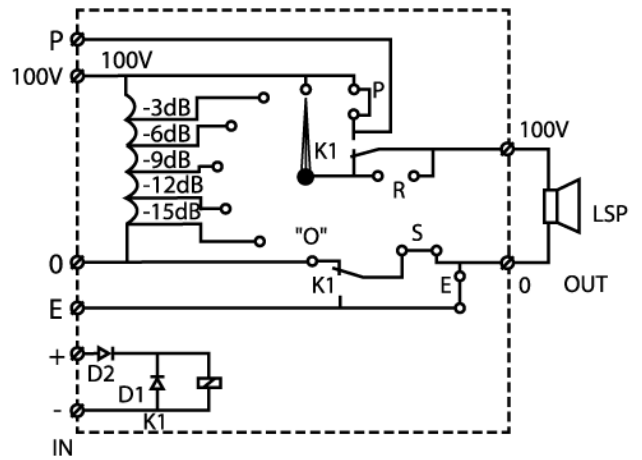 P
100V
100V
-3dB
P
-6dB
100V
K1
-9dB
-12dB
R
-15dB
LSP
"O"
S
0
K1
E
0
OUT
E
+
D2
D1
K1
-
IN